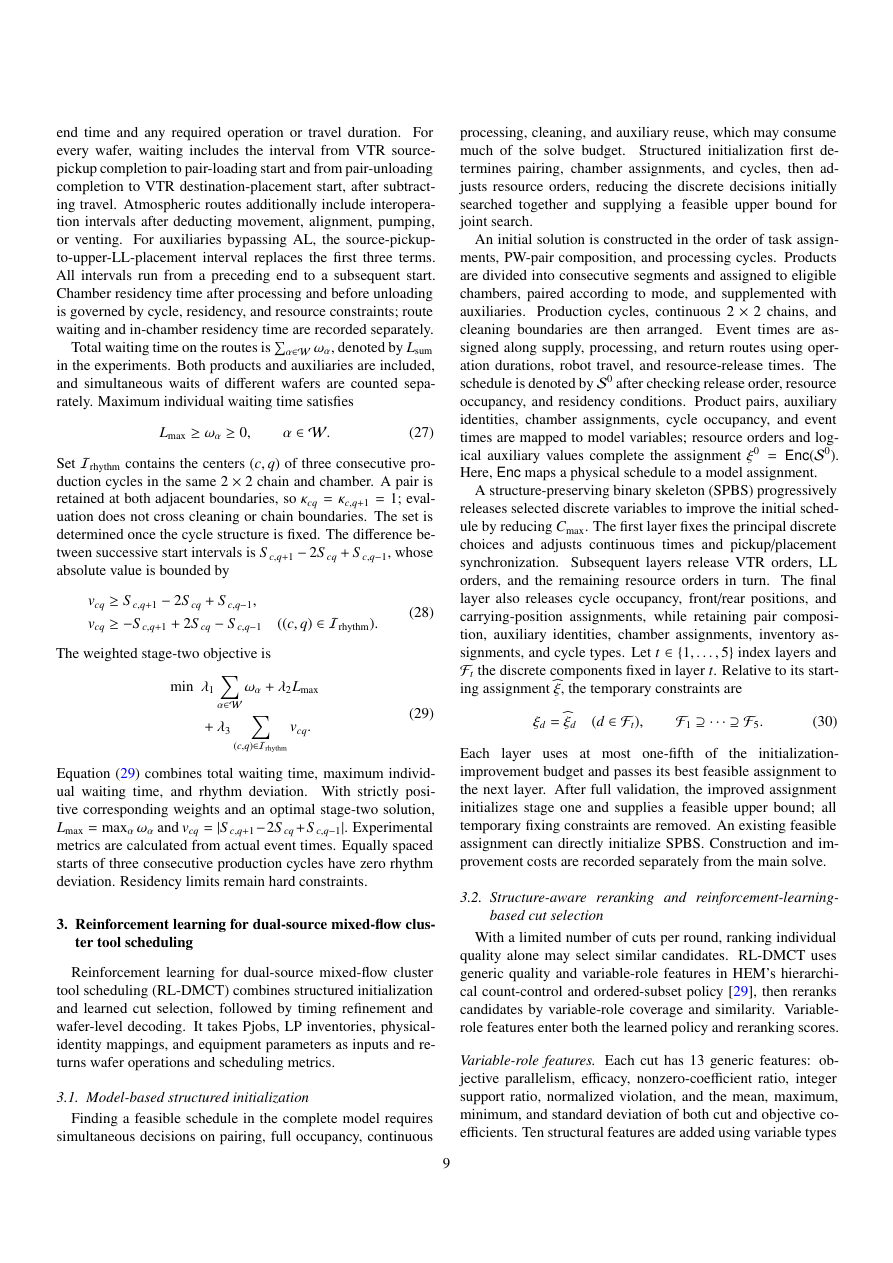 end time and any required operation or travel duration. For
every wafer, waiting includes the interval from VTR source-
pickup completion to pair-loading start and from pair-unloading
completion to VTR destination-placement start, after subtract-
ing travel. Atmospheric routes additionally include interopera-
tion intervals after deducting movement, alignment, pumping,
or venting. For auxiliaries bypassing AL, the source-pickup-
to-upper-LL-placement interval replaces the first three terms.
All intervals run from a preceding end to a subsequent start.
Chamber residency time after processing and before unloading
is governed by cycle, residency, and resource constraints; route
waiting and in-chamber residency time are recorded separately.
Total waiting time on the routes is ∑α∈𝒲 ωα, denoted by Lsum
in the experiments. Both products and auxiliaries are included,
and simultaneous waits of different wafers are counted sepa-
rately. Maximum individual waiting time satisfies
Lmax ≥ ωα ≥ 0, α ∈ 𝒲. (27)
Set ℐrhythm contains the centers (c, q) of three consecutive pro-
duction cycles in the same 2 × 2 chain and chamber. A pair is
retained at both adjacent boundaries, so κcq = κc,q+1 = 1; eval-
uation does not cross cleaning or chain boundaries. The set is
determined once the cycle structure is fixed. The difference be-
tween successive start intervals is Sc,q+1 − 2Scq + Sc,q−1, whose
absolute value is bounded by
νcq ≥ Sc,q+1 − 2Scq + Sc,q−1,
νcq ≥ −Sc,q+1 + 2Scq − Sc,q−1 ((c, q) ∈ ℐrhythm). (28)
The weighted stage-two objective is
min λ1 ∑α∈𝒲 ωα + λ2Lmax
+ λ3 ∑(c,q)∈ℐrhythm νcq. (29)
Equation (29) combines total waiting time, maximum individ-
ual waiting time, and rhythm deviation. With strictly posi-
tive corresponding weights and an optimal stage-two solution,
Lmax = maxα ωα and νcq = |Sc,q+1 −2Scq +Sc,q−1|. Experimental
metrics are calculated from actual event times. Equally spaced
starts of three consecutive production cycles have zero rhythm
deviation. Residency limits remain hard constraints.
3. Reinforcement learning for dual-source mixed-flow clus-
ter tool scheduling
Reinforcement learning for dual-source mixed-flow cluster
tool scheduling (RL-DMCT) combines structured initialization
and learned cut selection, followed by timing refinement and
wafer-level decoding. It takes Pjobs, LP inventories, physical-
identity mappings, and equipment parameters as inputs and re-
turns wafer operations and scheduling metrics.
3.1. Model-based structured initialization
Finding a feasible schedule in the complete model requires
simultaneous decisions on pairing, full occupancy, continuous
processing, cleaning, and auxiliary reuse, which may consume
much of the solve budget. Structured initialization first de-
termines pairing, chamber assignments, and cycles, then ad-
justs resource orders, reducing the discrete decisions initially
searched together and supplying a feasible upper bound for
joint search.
An initial solution is constructed in the order of task assign-
ments, PW-pair composition, and processing cycles. Products
are divided into consecutive segments and assigned to eligible
chambers, paired according to mode, and supplemented with
auxiliaries. Production cycles, continuous 2 × 2 chains, and
cleaning boundaries are then arranged. Event times are as-
signed along supply, processing, and return routes using oper-
ation durations, robot travel, and resource-release times. The
schedule is denoted by 𝒮0 after checking release order, resource
occupancy, and residency conditions. Product pairs, auxiliary
identities, chamber assignments, cycle occupancy, and event
times are mapped to model variables; resource orders and log-
ical auxiliary values complete the assignment ξ0 = Enc(𝒮0).
Here, Enc maps a physical schedule to a model assignment.
A structure-preserving binary skeleton (SPBS) progressively
releases selected discrete variables to improve the initial sched-
ule by reducing Cmax. The first layer fixes the principal discrete
choices and adjusts continuous times and pickup/placement
synchronization. Subsequent layers release VTR orders, LL
orders, and the remaining resource orders in turn. The final
layer also releases cycle occupancy, front/rear positions, and
carrying-position assignments, while retaining pair composi-
tion, auxiliary identities, chamber assignments, inventory as-
signments, and cycle types. Let t ∈ {1, . . . , 5} index layers and
ℱt the discrete components fixed in layer t. Relative to its start-
ing assignment ξ̂, the temporary constraints are
ξd = ξ̂d (d ∈ ℱt), ℱ1 ⊇ · · · ⊇ ℱ5. (30)
Each layer uses at most one-fifth of the initialization-
improvement budget and passes its best feasible assignment to
the next layer. After full validation, the improved assignment
initializes stage one and supplies a feasible upper bound; all
temporary fixing constraints are removed. An existing feasible
assignment can directly initialize SPBS. Construction and im-
provement costs are recorded separately from the main solve.
3.2. Structure-aware reranking and reinforcement-learning-
based cut selection
With a limited number of cuts per round, ranking individual
quality alone may select similar candidates. RL-DMCT uses
generic quality and variable-role features in HEM's hierarchi-
cal count-control and ordered-subset policy [29], then reranks
candidates by variable-role coverage and similarity. Variable-
role features enter both the learned policy and reranking scores.
Variable-role features. Each cut has 13 generic features: ob-
jective parallelism, efficacy, nonzero-coefficient ratio, integer
support ratio, normalized violation, and the mean, maximum,
minimum, and standard deviation of both cut and objective co-
efficients. Ten structural features are added using variable types
9